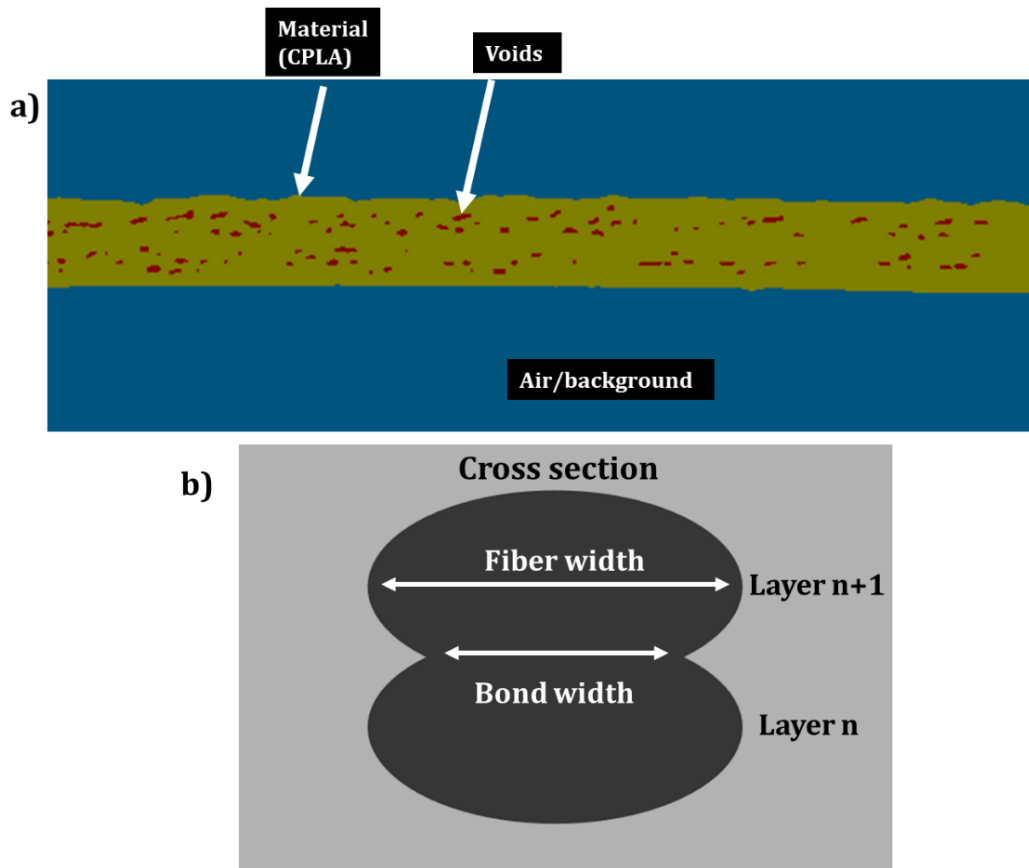 Material
(CPLA)
Voids
a)
Air/background
b)
Cross section
Fiber width
Layer n+1
Bond width
Layer n